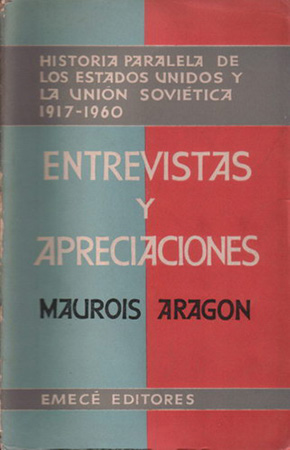 HISTORIA PARALELA DE
LOS ESTADOS UNIDOS Y
LA UNIÓN SOVIÉTICA
1917-1960
ENTREVISTAS
Y
APRECIACIONES
MAUROIS ARAGON
EMECÉ EDITORES